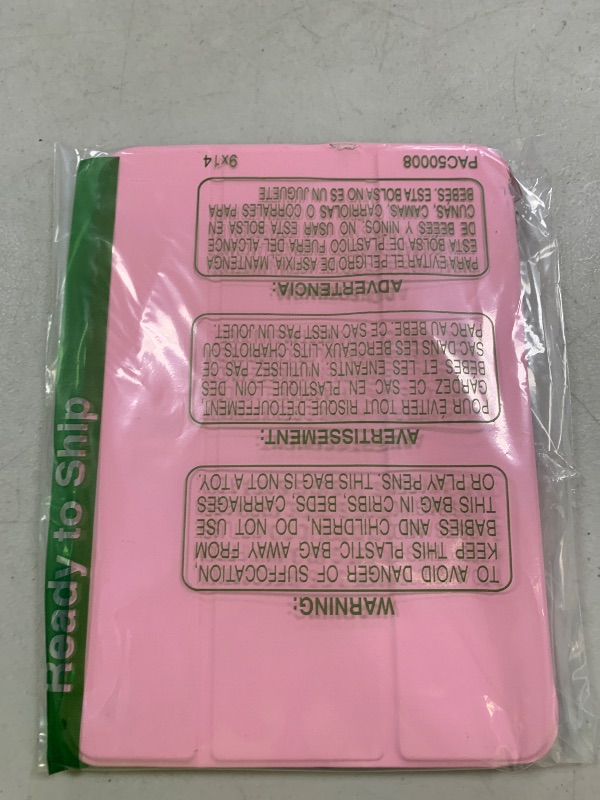 Ready to Ship
WARNING:
TO AVOID DANGER OF SUFFOCATION,
KEEP THIS PLASTIC BAG AWAY FROM
BABIES AND CHILDREN, DO NOT USE
THIS BAG IN CRIBS, BEDS, CARRIAGES
OR PLAY PENS. THIS BAG IS NOT A TOY.
AVERTISSEMENT:
POUR ÉVITER TOUT RISQUE D'ÉTOUFFEMENT,
GARDEZ CE SAC EN PLASTIQUE LOIN DES
BEBES ET LES ENFANTS. N'UTILISEZ PAS CE
SAC DANS LES BERCEAUX, LITS, CHARIOTS OU
PARC AU BEBE. CE SAC N'EST PAS UN JOUET.
ADVERTENCIA:
PARA EVITAR EL PELIGRO DE ASFIXIA, MANTENGA
ESTA BOLSA DE PLASTICO FUERA DEL ALCANCE
DE BEBES Y NINOS. NO USAR ESTA BOLSA EN
CUNAS, CAMAS, CARRIOLAS O CORRALES PARA
BEBES. ESTA BOLSA NO ES UN JUGUETE
PAC50008 9x14